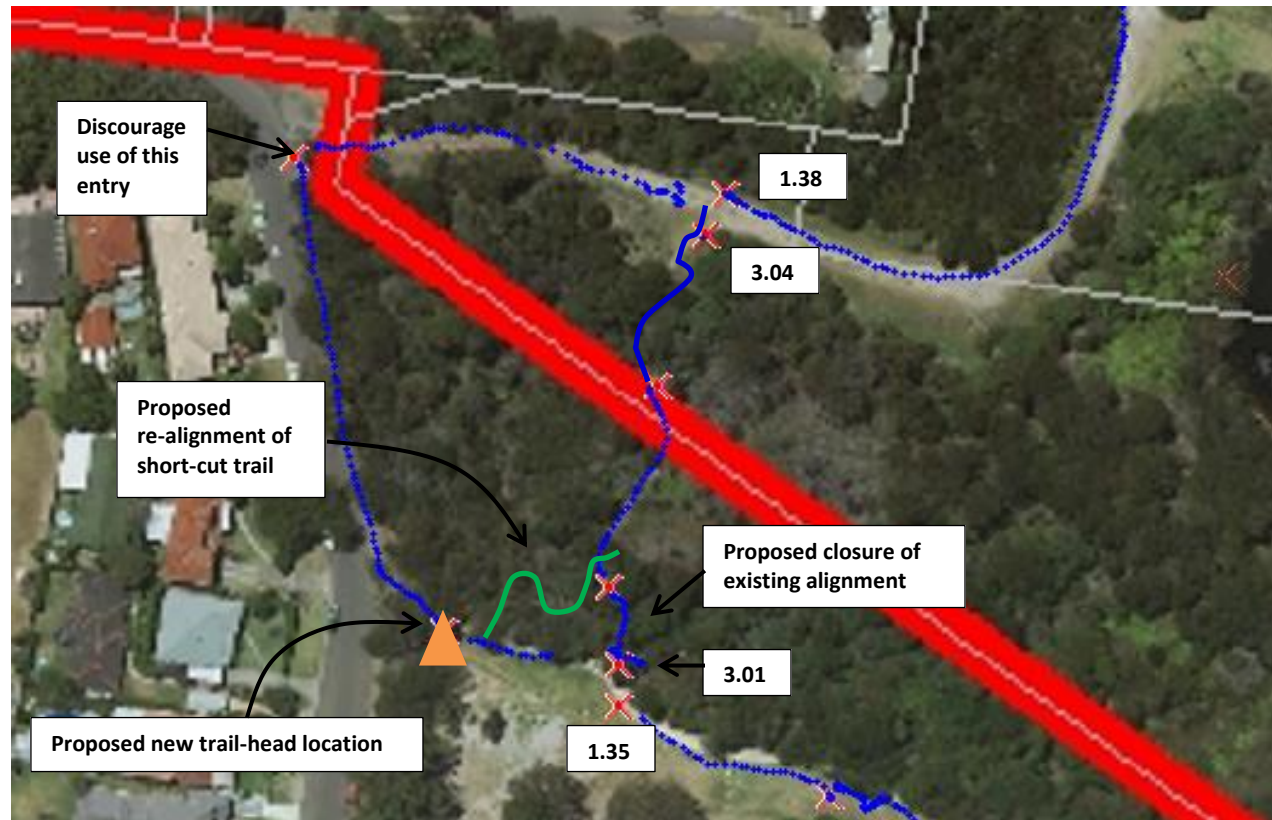 Discourage
use of this
entry
1.38
3.04
Proposed
re-alignment of
short-cut trail
Proposed closure of
existing alignment
3.01
Proposed new trail-head location
1.35